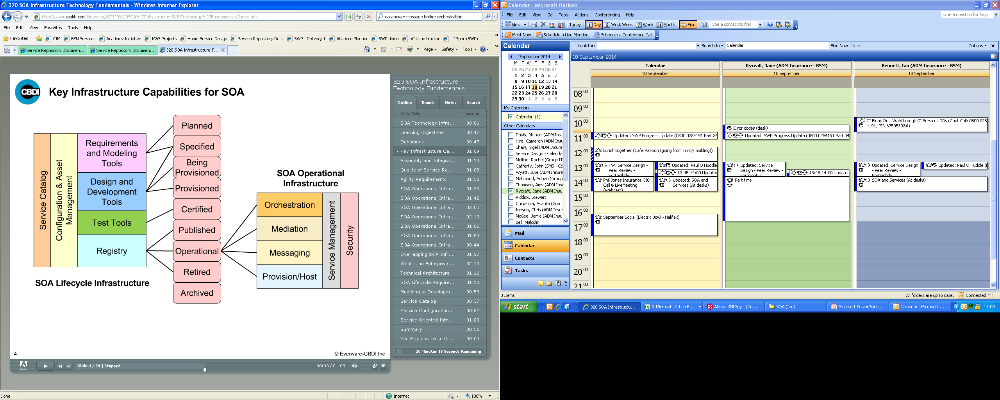 320 SOA Infrastructure Technology Fundamentals - Windows Internet Explorer
http://www.soakb.com/elearning/V2/320%20SOA%20Infrastructure%20Technology%20Fundamentals/index.htm
datapower message broker orchestration
File Edit View Favorites Tools Help
Favorites CIM BEN Services Academy Initiative M&S Projects Home-Service Design Service Repository Docs SWP - Delivery 1 Absence Planner SWP demo eC issue tracker UI Spec (SWP)
Service Repository Documen... Service Repository Documen... 320 SOA Infrastructure T...
Page Safety Tools
CBDI
Key Infrastructure Capabilities for SOA
Service Catalog
Configuration & Asset Management
Requirements and Modeling Tools
Design and Development Tools
Test Tools
Registry
SOA Lifecycle Infrastructure
Planned
Specified
Being Provisioned
Provisioned
Certified
Published
Operational
Retired
Archived
SOA Operational Infrastructure
Orchestration
Mediation
Messaging
Provision/Host
Service Management
Security
4
© Everware-CBDI Inc
320 SOA Infrastructure
Technology Fundamentals
Outline Thumb Notes Search
Slide Title Duration
SOA Technology Infra... 00:06
Learning Objectives 00:47
Definitions 00:47
Key Infrastructure Ca... 01:09
Assembly and Integra... 01:13
Quality of Service Re... 01:08
Agility Requirements 01:50
SOA Operational Infra... 01:29
SOA Operational Infra... 01:42
SOA Operational Infra... 02:02
SOA Operational Infra... 02:13
SOA Operational Infra... 01:06
SOA Operational Infra... 01:50
SOA Operational Infra... 00:44
Overlapping SOA Infr... 01:17
What is an Enterprise ... 02:13
Technical Architecture 01:16
SOA Lifecycle Require... 01:10
Modeling to Developm... 00:59
Service Catalog 00:37
Service Configuration... 00:52
Service Oriented Infr... 01:00
Summary 00:56
You May now close thi... 00:03
26 Minutes 18 Seconds Remaining
Adobe
Slide 4 / 24 | Stopped 00:33 / 01:09
Done Internet 100%
Calendar - Microsoft Outlook
File Edit View Go Tools Actions Conferencing Help Type a question for help
New Today Day Work Week Week Month Find Type a contact to find
Meet Now Schedule a Live Meeting Schedule a Conference Call
Calendar
Look for: Search In Calendar Find Now Clear Options
September 2014
M T W T F S S
25 26 27 28 29 30 31
1 2 3 4 5 6 7
8 9 10 11 12 13 14
15 16 17 18 19 20 21
22 23 24 25 26 27 28
29 30 1 2 3 4 5
My Calendars
Calendar (1)
Other Calendars
Davis, Michael (ADM Insu
Hird, Cameron (ADM Insu
Shaw, Nigel (ADM Insura
Service Design - Calenda
Melling, Rachel (Group IT
Cafferty, John (SMS - Co
Wyatt, Julie (ADM Insura
Mahmood, Adnan (Group
Thomson, Amy (ADM Insu
Rycraft, Jane (ADM Insu
Riddick, Stewart
Chipasula, Asante (Group
Ineson, Chris (ADM Insur
McGee, Jamie (ADM Insu
Bell, Malcolm
Mail
Calendar
Contacts
Tasks
18 September 2014
Calendar Rycraft, Jane (ADM Insurance - BSM) Bennett, Ian (ADM Insurance - BSM)
18 September 18 September 18 September
08 00
09 00
10 00
11 00
12 00
13 00
14 00
15 00
16 00
17 00
18 00
19 00
20 00
21 00
Updated: SWP Progress Update (0800 0284191 Part 34
Lunch together (Cafe Passion (going from Trinity building))
FW: Service Design - Peer Review - Fortnightly
Updated: Paul O Huddle
13:45-14:00 Updated
Phil Jones Insurance CIO Call & LiveMeeting (Webcast)
Updated: SOA and Services (At desks)
September Social (Electric Bowl - Halifax)
Error codes (desk)
Updated: SWP Progress Update (0800 0284191 Part 34
Updated: Service Design - Peer Review - Fortnightly
13:45-14:00 Updated
Part time
GI Flood Re - Walkthrough GI Services DDs (Conf Call: 0800 028
4191, PIN 67505392#)
Updated: Service Design - Peer Review - Fortnightly
Updated: Paul O Huddle (
SOA and Services (At desks)
8 Items All folders are up to date. Connected
start 320 SOA Infrastructu... 3 Microsoft Office E... Altova XMLSpy - [Ge... SOA (Ian) Microsoft PowerPoint... Calendar - Microsoft ... 11:00